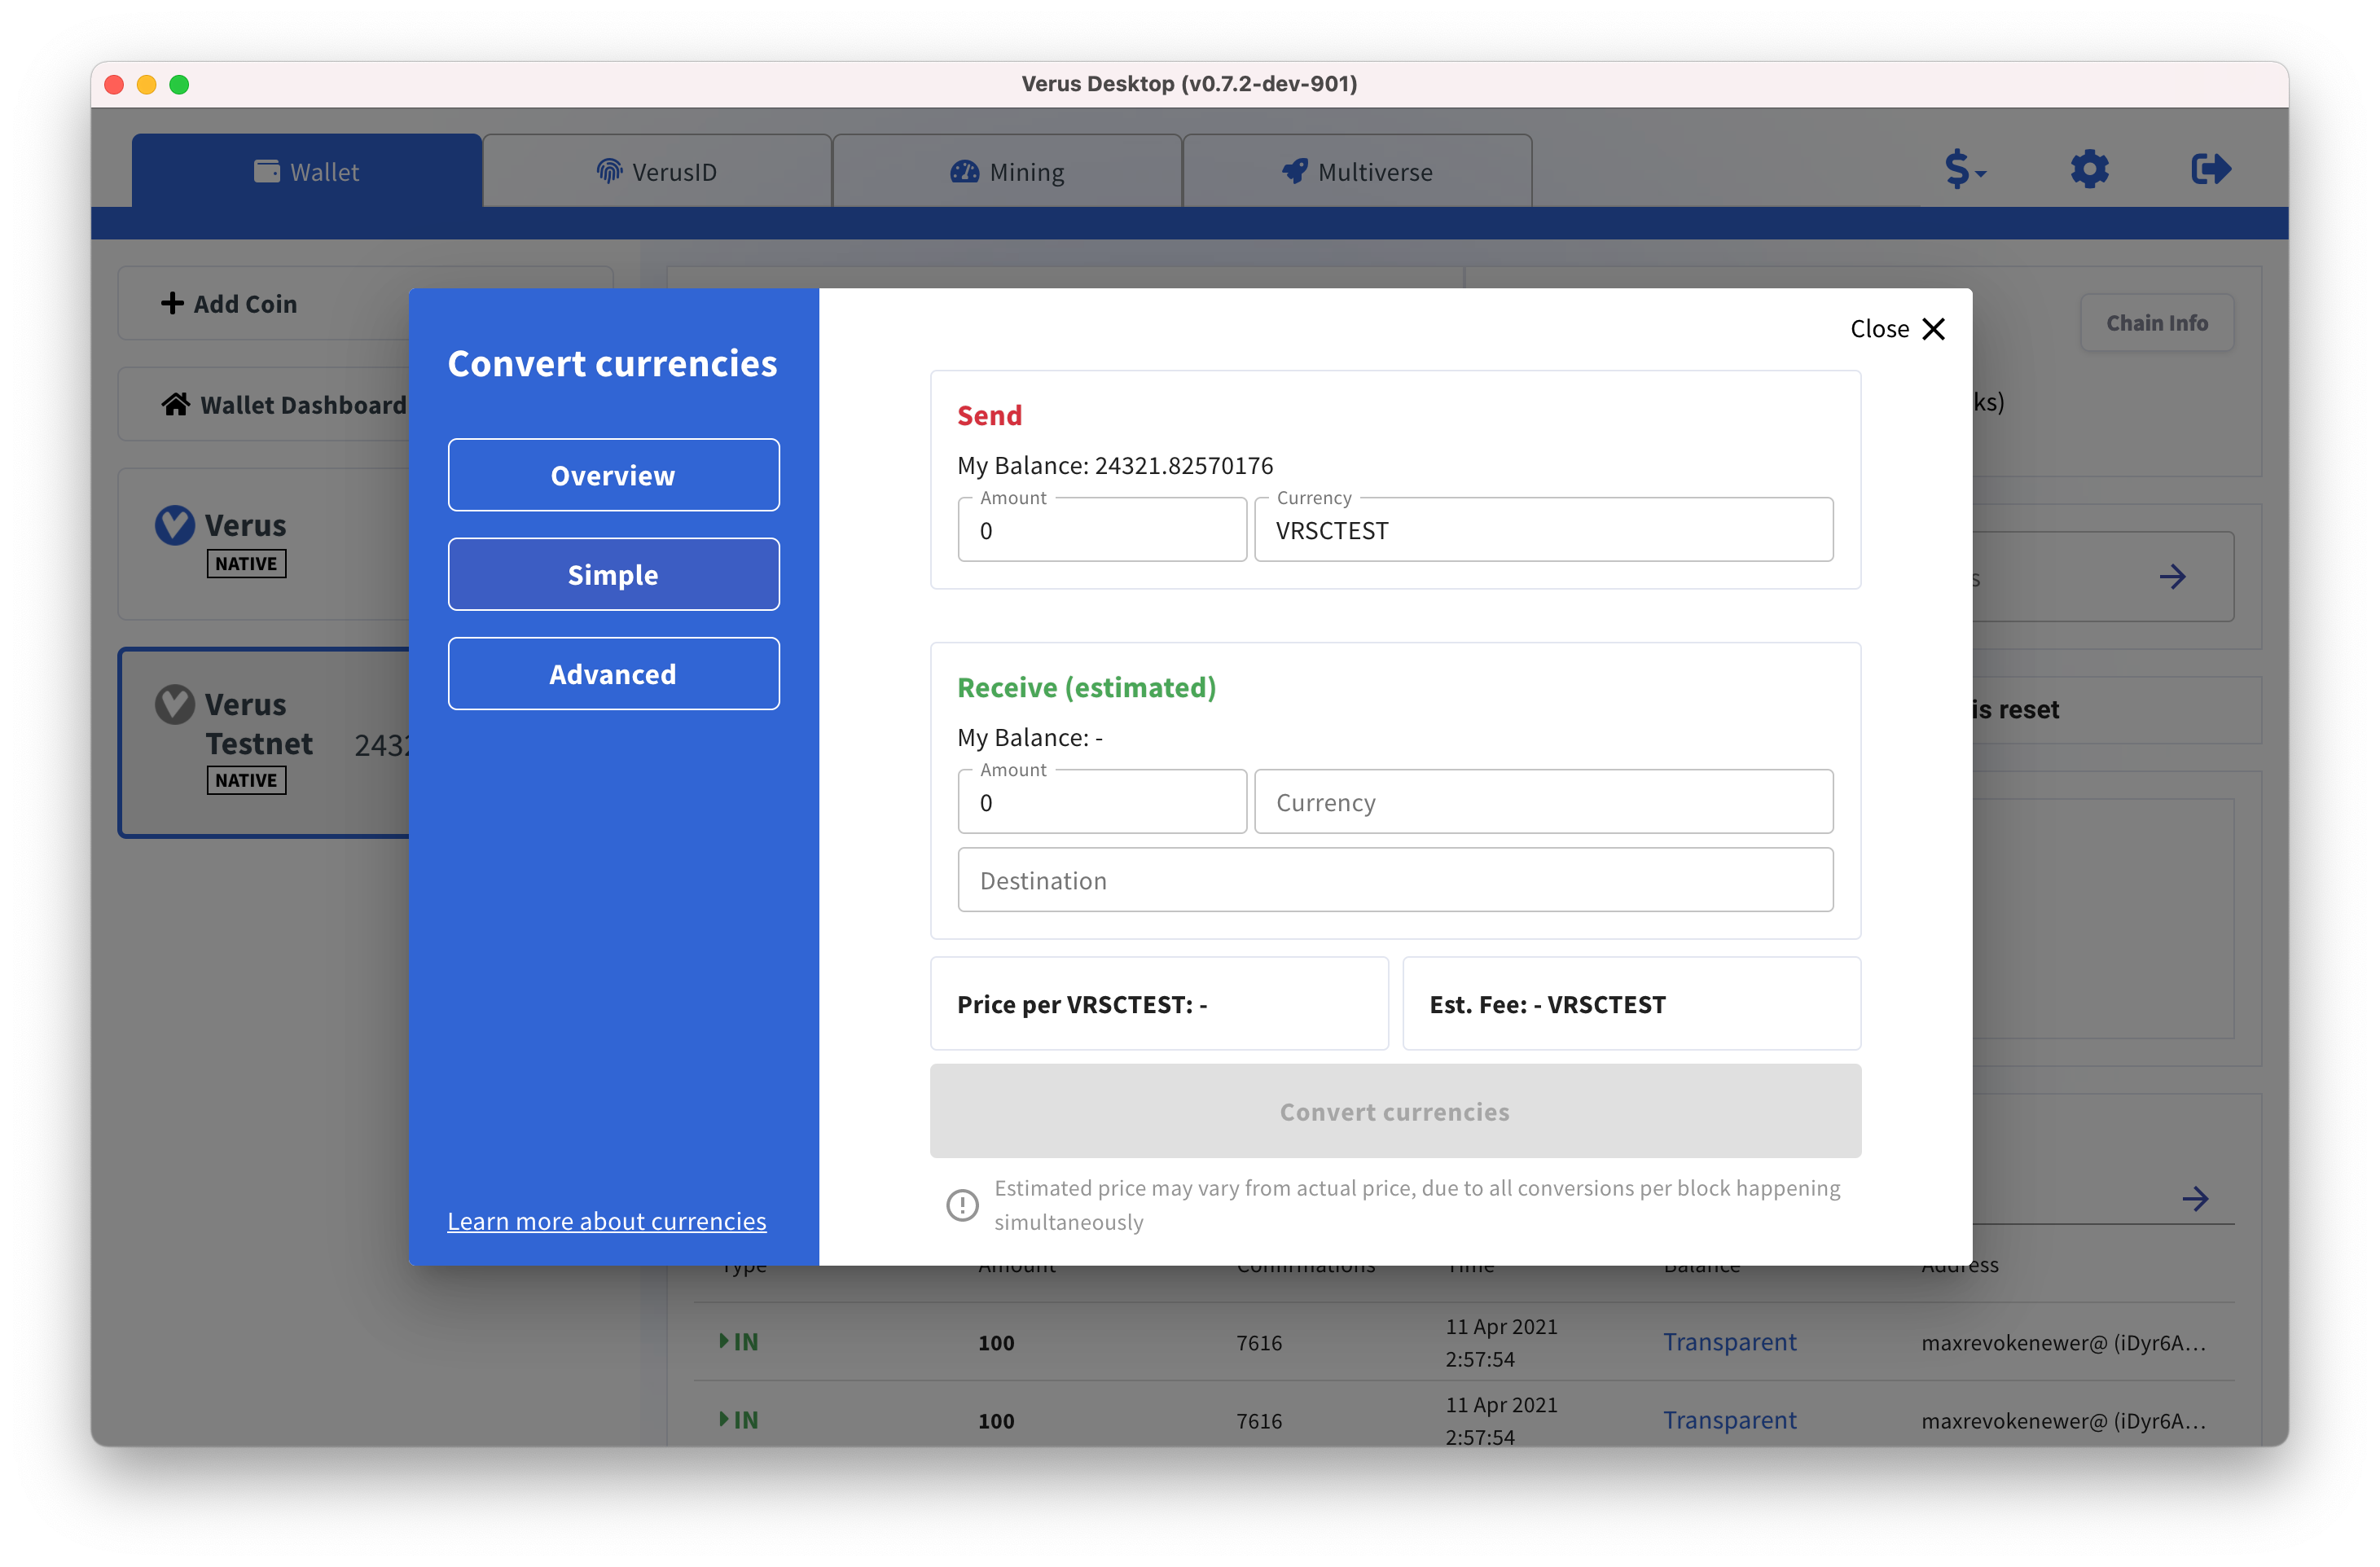 Verus Desktop (v0.7.2-dev-901)
Wallet
VerusID
Mining
Multiverse
$
Add Coin
Wallet Dashboard
Verus
NATIVE
Verus
Testnet
NATIVE
Convert currencies
Overview
Simple
Advanced
Learn more about currencies
Close
Send
My Balance: 24321.82570176
Amount
0
Currency
VRSCTEST
Receive (estimated)
My Balance: -
Amount
0
Currency
Destination
Price per VRSCTEST: -
Est. Fee: - VRSCTEST
Convert currencies
Estimated price may vary from actual price, due to all conversions per block happening
simultaneously
Chain Info
ks)
is reset
Type Amount Confirmations Time Balance Address
IN 100 7616 11 Apr 2021 Transparent maxrevokenewer@ (iDyr6A...
2:57:54
IN 100 7616 11 Apr 2021 Transparent maxrevokenewer@ (iDyr6A...
2:57:54